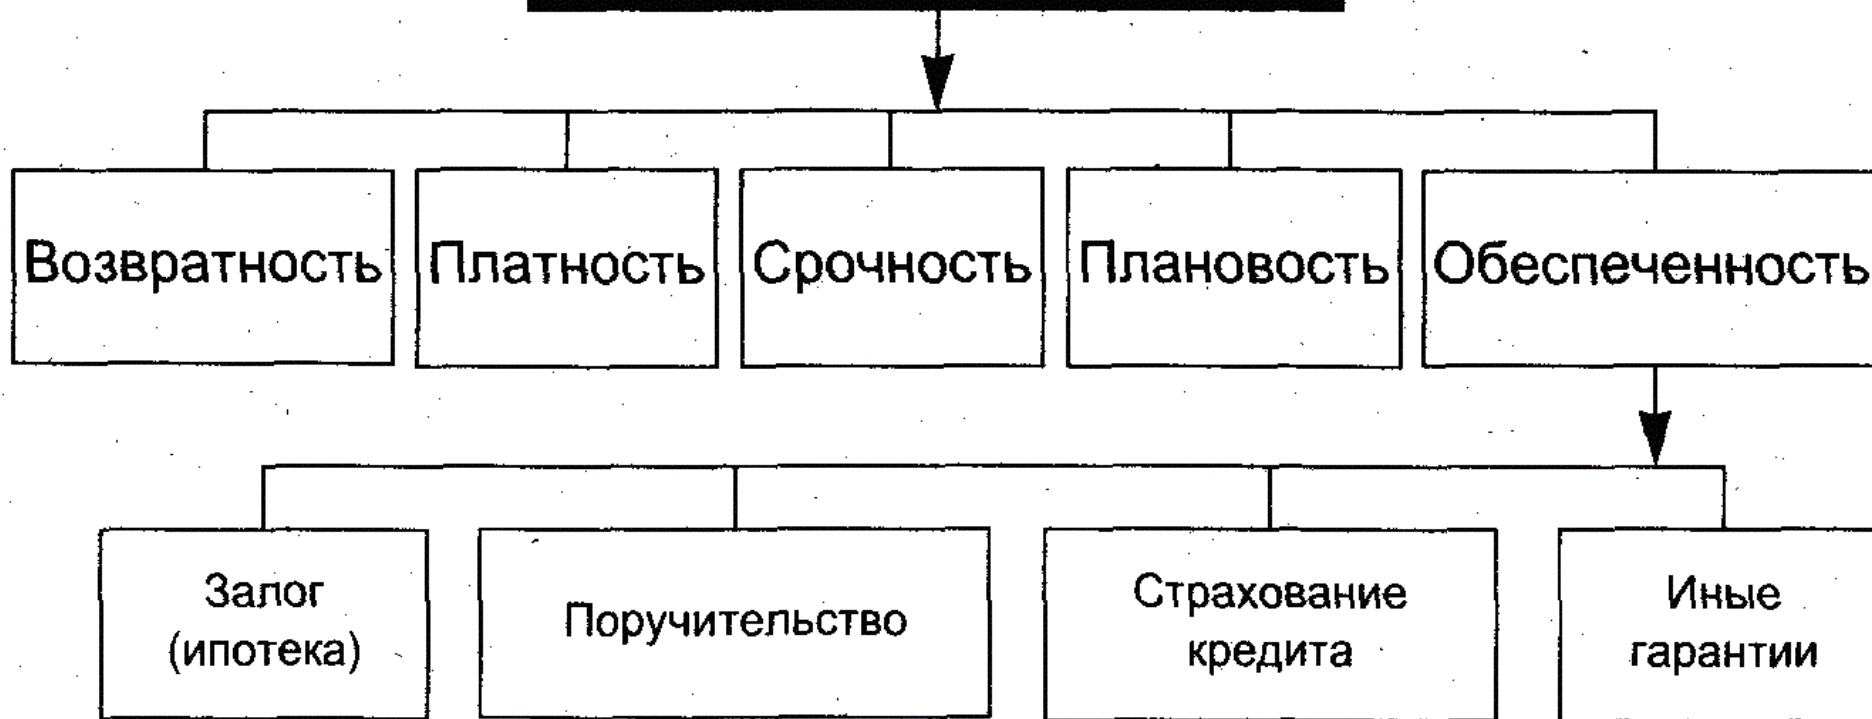 Возвратность
Платность
Срочность
Плановость
Обеспеченность
Залог
(ипотека)
Поручительство
Страхование
кредита
Иные
гарантии